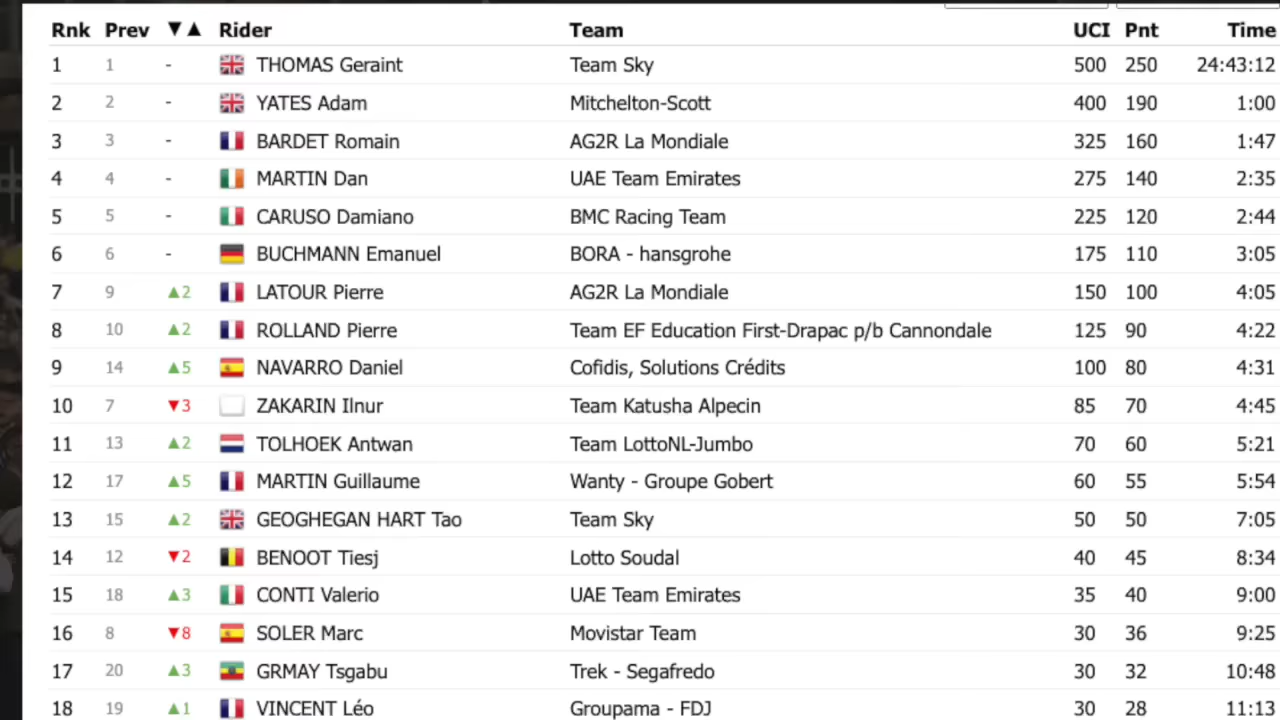 Rnk Prev ▼▲ Rider Team UCI Pnt Time
1 1 - THOMAS Geraint Team Sky 500 250 24:43:12
2 2 - YATES Adam Mitchelton-Scott 400 190 1:00
3 3 - BARDET Romain AG2R La Mondiale 325 160 1:47
4 4 - MARTIN Dan UAE Team Emirates 275 140 2:35
5 5 - CARUSO Damiano BMC Racing Team 225 120 2:44
6 6 - BUCHMANN Emanuel BORA - hansgrohe 175 110 3:05
7 9 ▲2 LATOUR Pierre AG2R La Mondiale 150 100 4:05
8 10 ▲2 ROLLAND Pierre Team EF Education First-Drapac p/b Cannondale 125 90 4:22
9 14 ▲5 NAVARRO Daniel Cofidis, Solutions Crédits 100 80 4:31
10 7 ▼3 ZAKARIN Ilnur Team Katusha Alpecin 85 70 4:45
11 13 ▲2 TOLHOEK Antwan Team LottoNL-Jumbo 70 60 5:21
12 17 ▲5 MARTIN Guillaume Wanty - Groupe Gobert 60 55 5:54
13 15 ▲2 GEOGHEGAN HART Tao Team Sky 50 50 7:05
14 12 ▼2 BENOOT Tiesj Lotto Soudal 40 45 8:34
15 18 ▲3 CONTI Valerio UAE Team Emirates 35 40 9:00
16 8 ▼8 SOLER Marc Movistar Team 30 36 9:25
17 20 ▲3 GRMAY Tsgabu Trek - Segafredo 30 32 10:48
18 19 ▲1 VINCENT Léo Groupama - FDJ 30 28 11:13